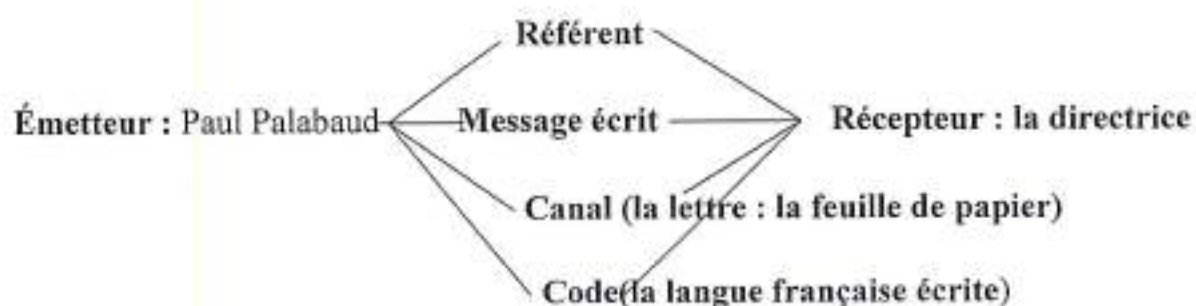 Référent
Émetteur : Paul Palabaud Message écrit Récepteur : la directrice
Canal (la lettre : la feuille de papier)
Code(la langue française écrite)